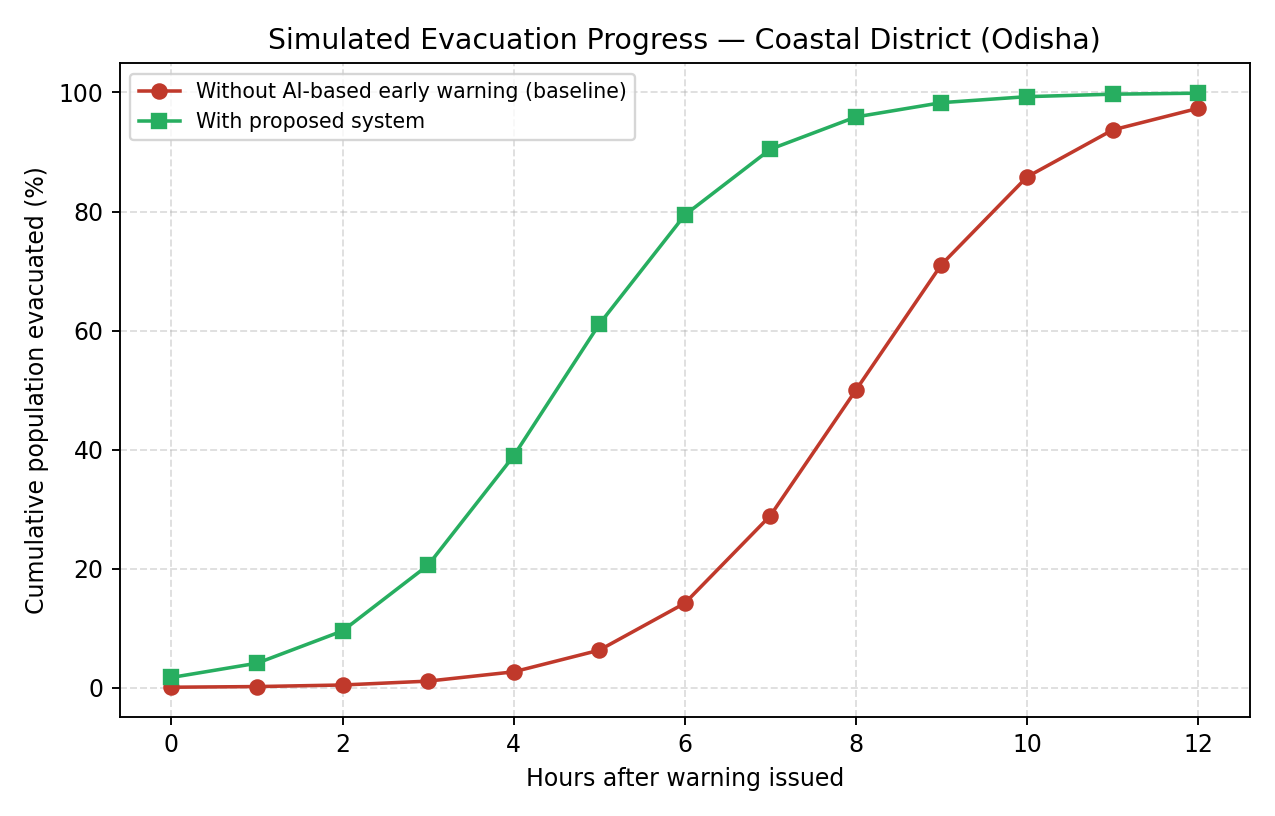 Simulated Evacuation Progress — Coastal District (Odisha)
Without AI-based early warning (baseline)
With proposed system
Cumulative population evacuated (%)
100
80
60
40
20
0
0 2 4 6 8 10 12
Hours after warning issued